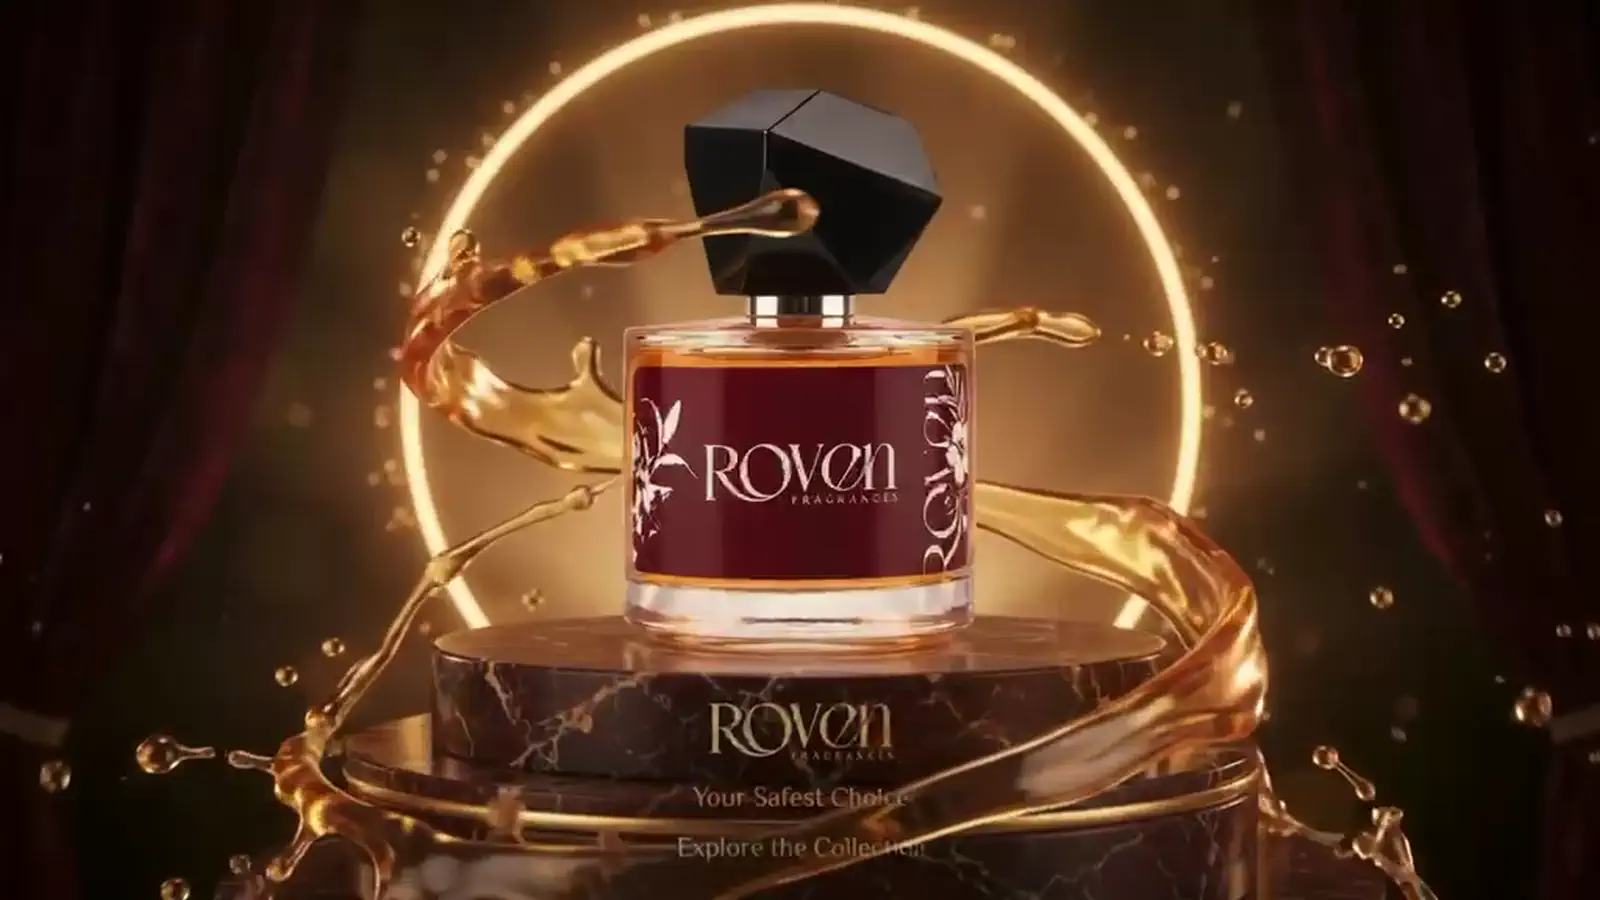 ROVEN
FRAGRANCES
ROVEN
ROVEN
FRAGRANCES
Your Safest Choice
Explore the Collection